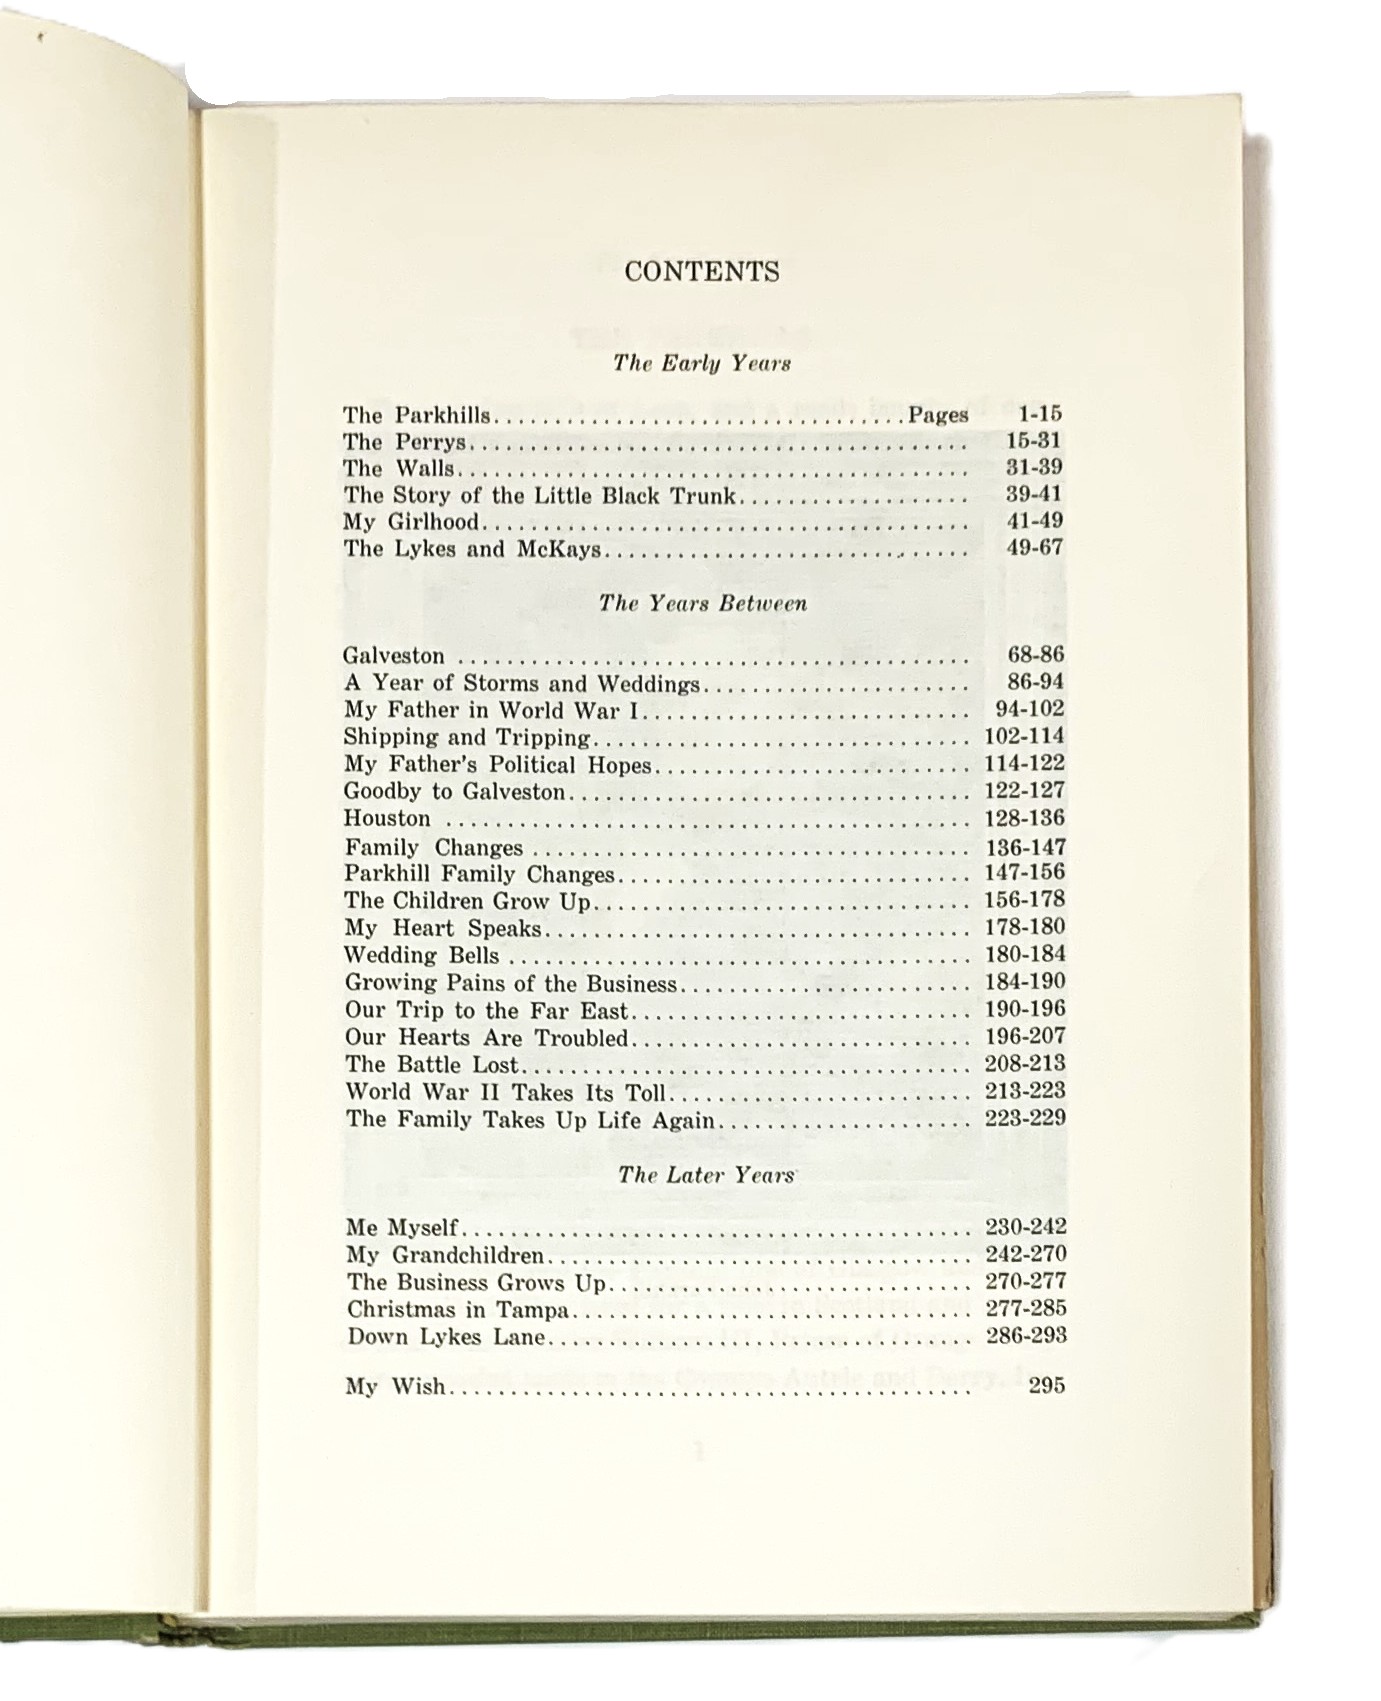 CONTENTS
The Early Years
The Parkhills..................................Pages 1-15
The Perrys......................................... 15-31
The Walls.......................................... 31-39
The Story of the Little Black Trunk................... 39-41
My Girlhood........................................ 41-49
The Lykes and McKays.............................. 49-67
The Years Between
Galveston .......................................... 68-86
A Year of Storms and Weddings...................... 86-94
My Father in World War I........................... 94-102
Shipping and Tripping............................... 102-114
My Father's Political Hopes.......................... 114-122
Goodby to Galveston................................. 122-127
Houston ........................................... 128-136
Family Changes .................................... 136-147
Parkhill Family Changes............................. 147-156
The Children Grow Up............................... 156-178
My Heart Speaks................................... 178-180
Wedding Bells ...................................... 180-184
Growing Pains of the Business........................ 184-190
Our Trip to the Far East............................ 190-196
Our Hearts Are Troubled............................ 196-207
The Battle Lost..................................... 208-213
World War II Takes Its Toll......................... 213-223
The Family Takes Up Life Again..................... 223-229
The Later Years
Me Myself.......................................... 230-242
My Grandchildren................................... 242-270
The Business Grows Up.............................. 270-277
Christmas in Tampa................................. 277-285
Down Lykes Lane................................... 286-293
My Wish........................................... 295